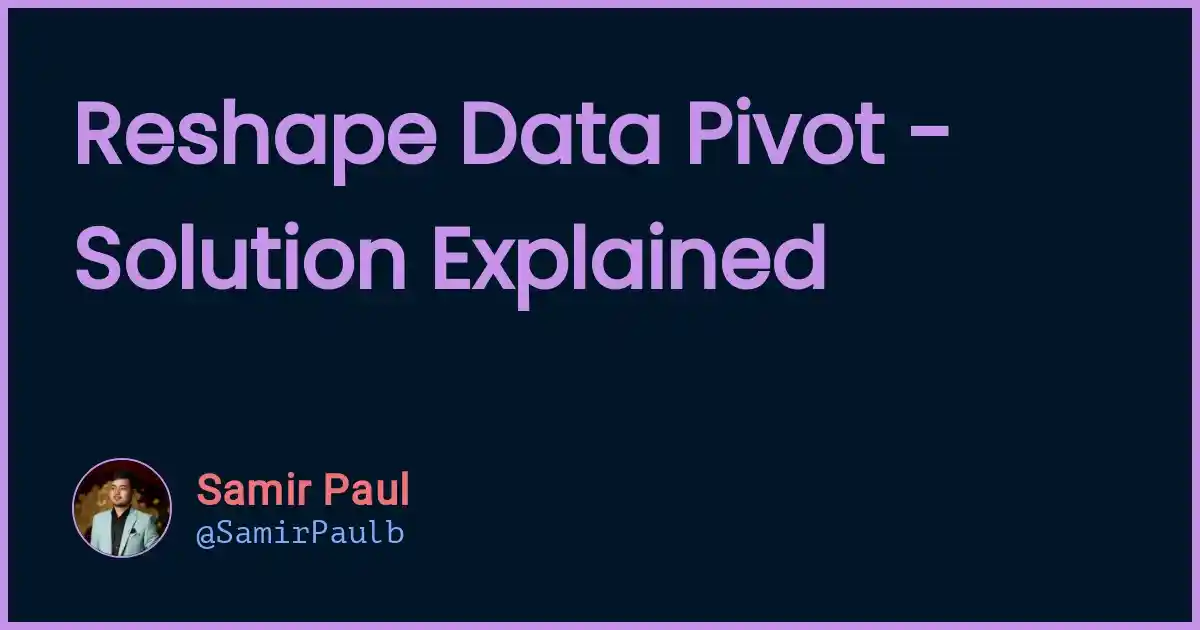 Reshape Data Pivot -
Solution Explained
Samir Paul
@SamirPaulb